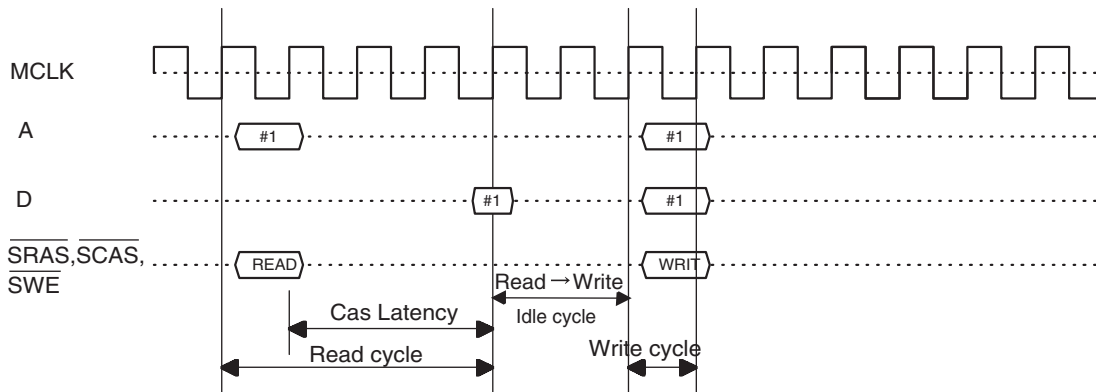 MCLK
A
#1
#1
D
#1
#1
SRAS,SCAS,
SWE
READ
WRIT
Read→Write
Idle cycle
Cas Latency
Read cycle
Write cycle